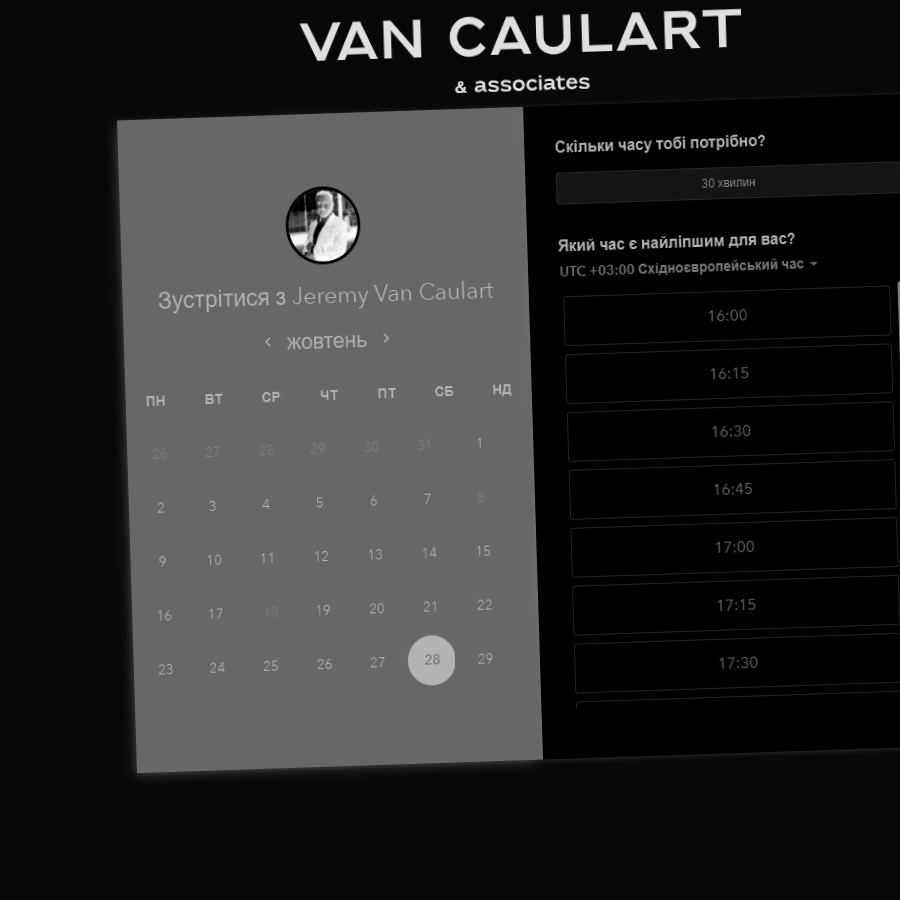 VAN CAULART
& associates
Зустрітися з Jeremy Van Caulart
‹ жовтень ›
ПН ВТ СР ЧТ ПТ СБ НД
26 27 28 29 30 31 1
2 3 4 5 6 7 8
9 10 11 12 13 14 15
16 17 18 19 20 21 22
23 24 25 26 27 28 29
Скільки часу тобі потрібно?
30 хвилин
Який час є найліпшим для вас?
UTC +03:00 Східноєвропейський час
16:00
16:15
16:30
16:45
17:00
17:15
17:30